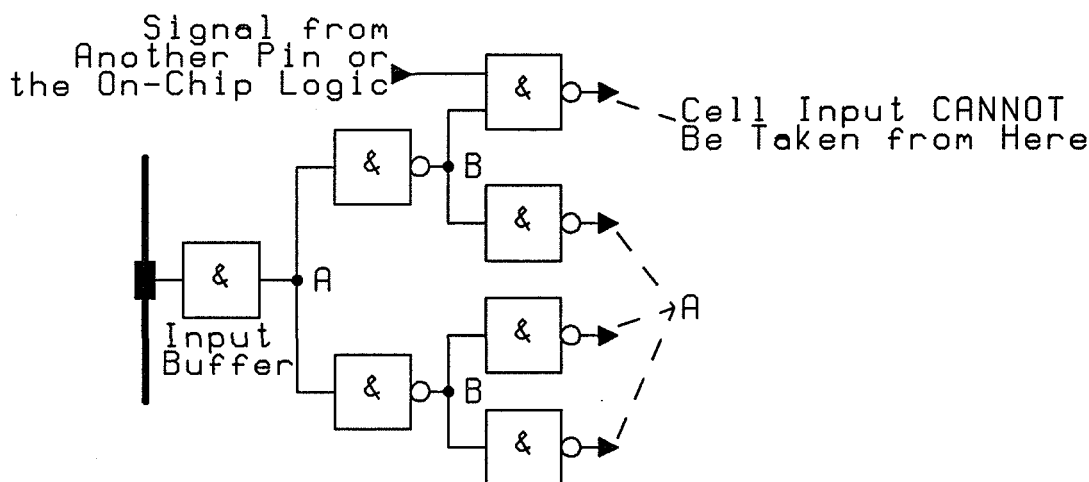 Signal from
Another Pin or
the On-Chip Logic
&
Cell Input CANNOT
Be Taken from Here
&
B
&
&
A
Input
Buffer
&
A
&
B
&